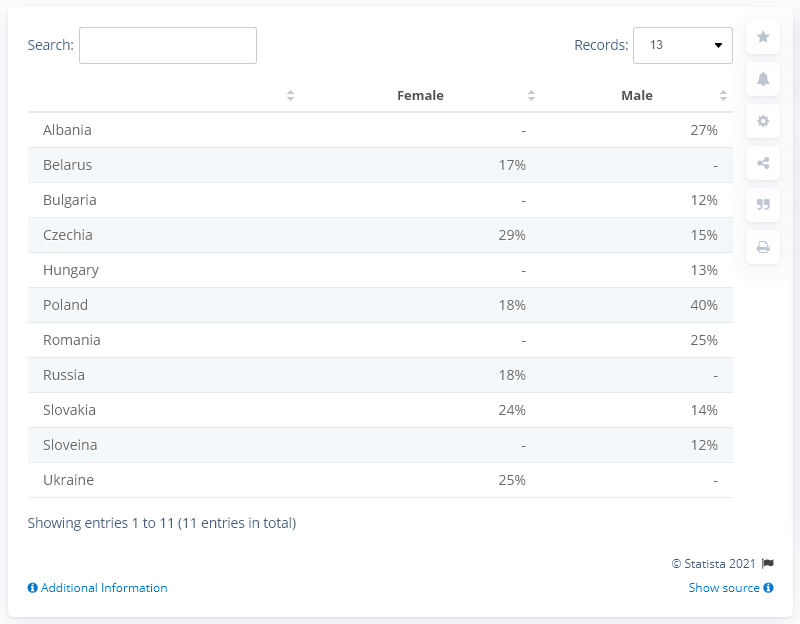 Search:
Records: 13
Female Male
Albania - 27%
Belarus 17% -
Bulgaria - 12%
Czechia 29% 15%
Hungary - 13%
Poland 18% 40%
Romania - 25%
Russia 18% -
Slovakia 24% 14%
Sloveina - 12%
Ukraine 25% -
Showing entries 1 to 11 (11 entries in total)
© Statista 2021
Additional Information Show source